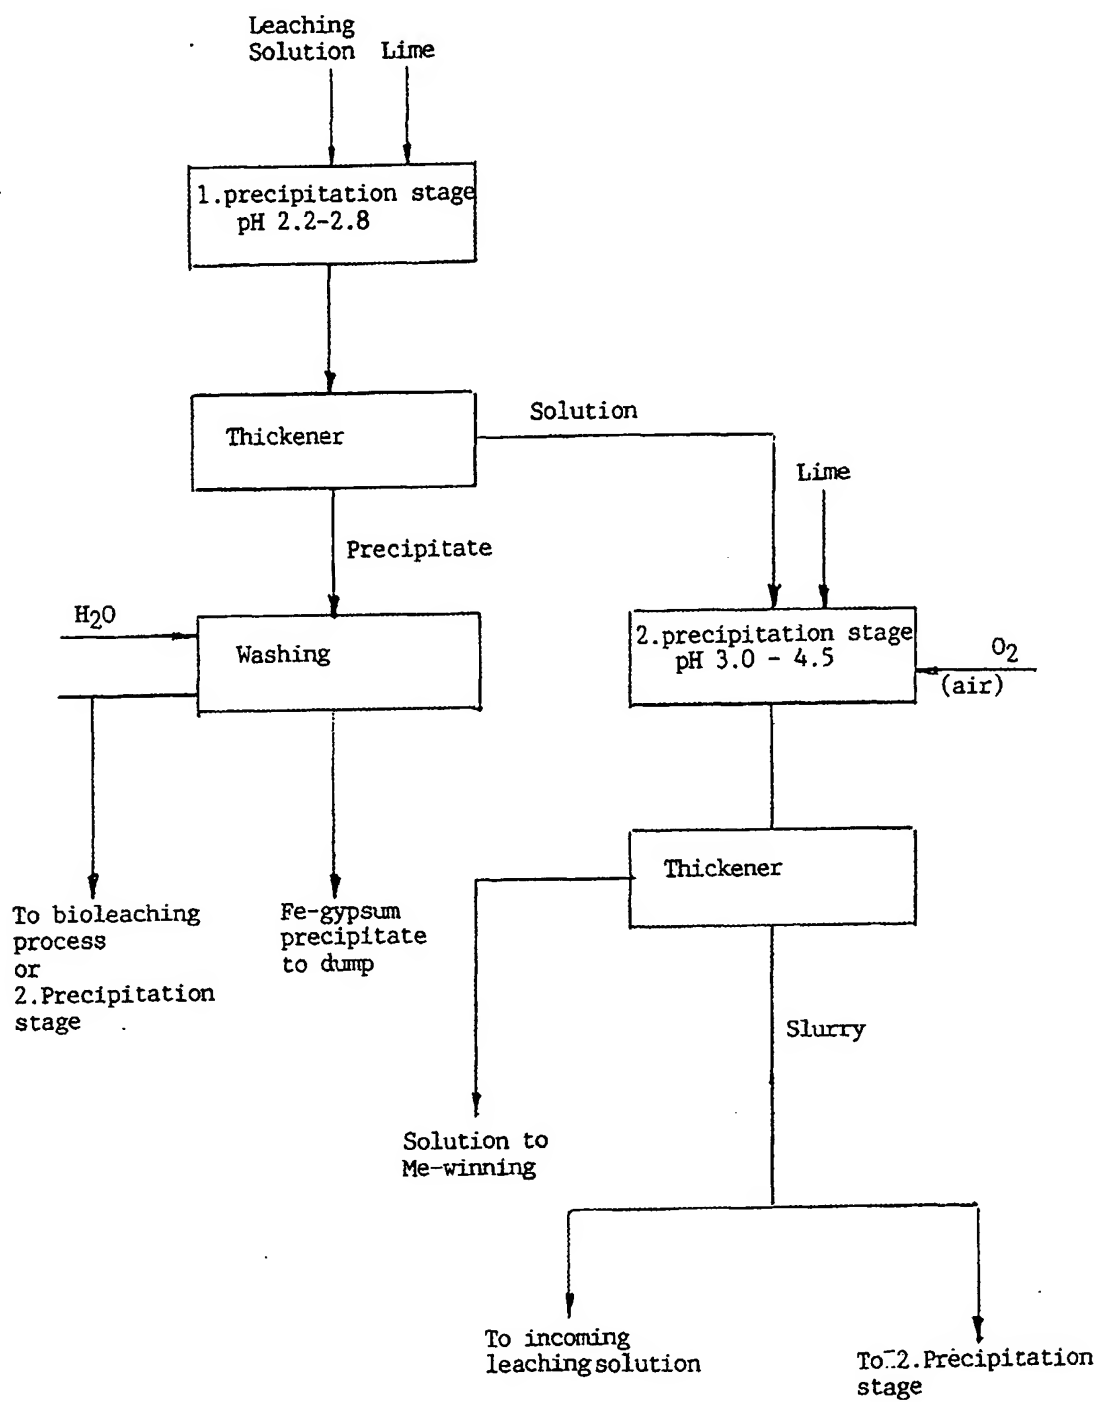 Leaching
Solution
Lime
1.precipitation stage
pH 2.2-2.8
Thickener
Solution
Lime
Precipitate
H2O
Washing
2.precipitation stage
pH 3.0 - 4.5
O2
(air)
Thickener
To bioleaching
process
or
2.Precipitation
stage
Fe-gypsum
precipitate
to dump
Slurry
Solution to
Me-winning
To incoming
leaching solution
To 2.Precipitation
stage